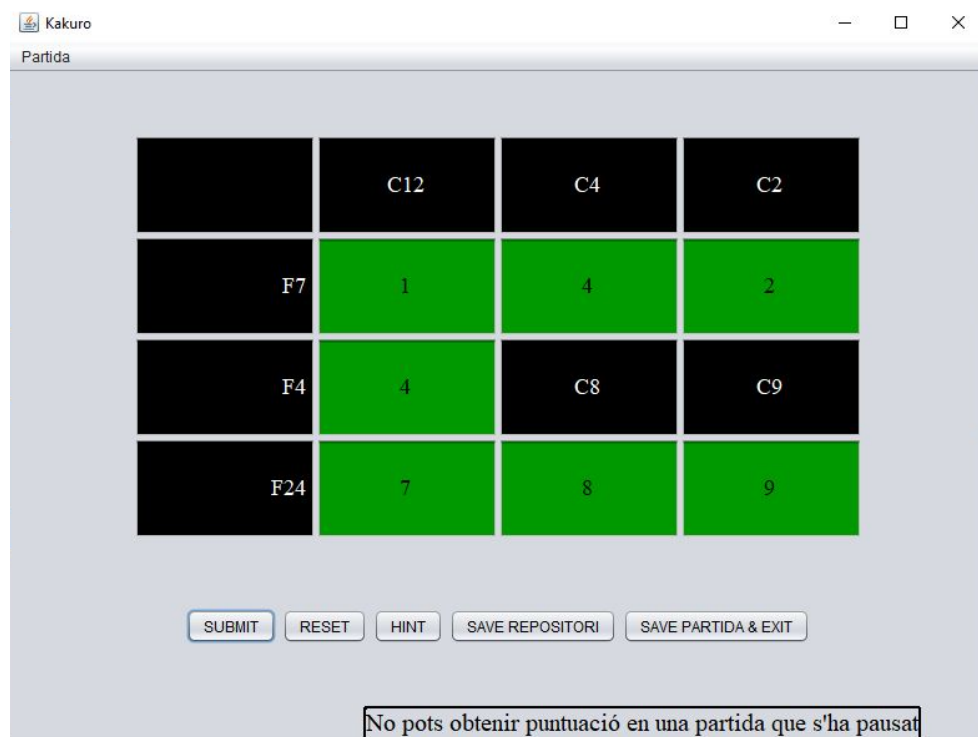 Kakuro
Partida
C12 C4 C2
F7 1 4 2
F4 4 C8 C9
F24 7 8 9
SUBMIT RESET HINT SAVE REPOSITORI SAVE PARTIDA & EXIT
No pots obtenir puntuació en una partida que s'ha pausat